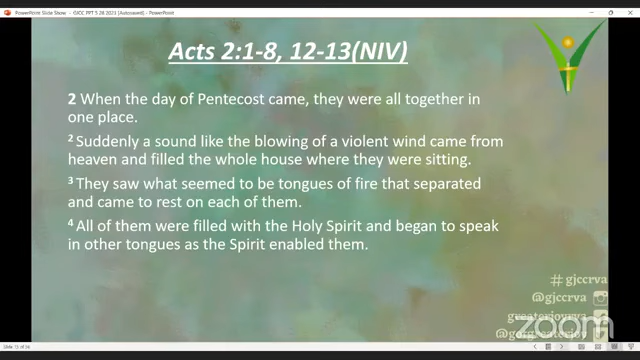 PowerPoint Slide Show - GJCC PPT 5 28 2023 [Autosaved] - PowerPoint
Acts 2:1-8, 12-13(NIV)
2 When the day of Pentecost came, they were all together in
one place.
2 Suddenly a sound like the blowing of a violent wind came from
heaven and filled the whole house where they were sitting.
3 They saw what seemed to be tongues of fire that separated
and came to rest on each of them.
4 All of them were filled with the Holy Spirit and began to speak
in other tongues as the Spirit enabled them.
# gjccrva
@gjccrva
greaterjoyrva
zoom